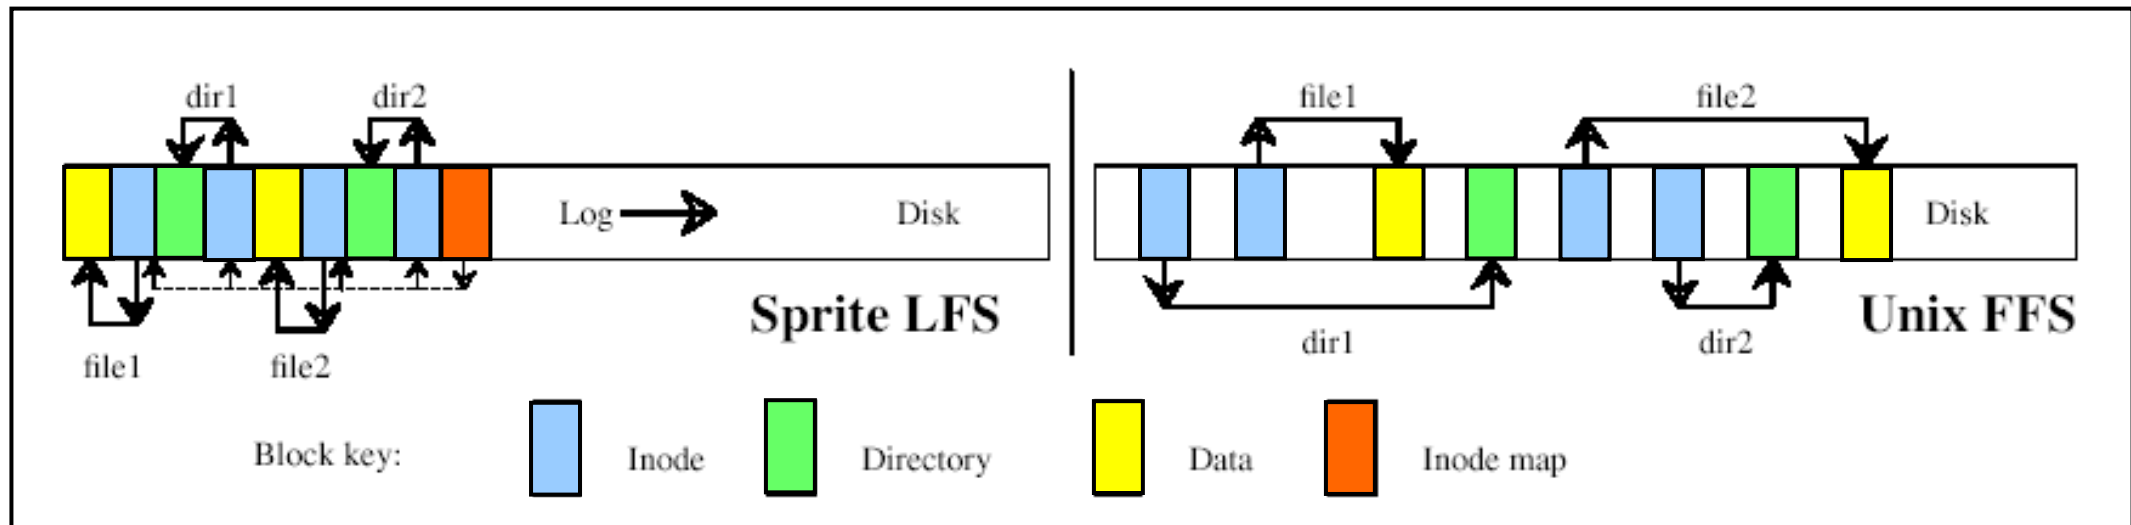 dir1 dir2
Log Disk
Sprite LFS
file1 file2
file1 file2
Disk
Unix FFS
dir1 dir2
Block key: Inode Directory Data Inode map